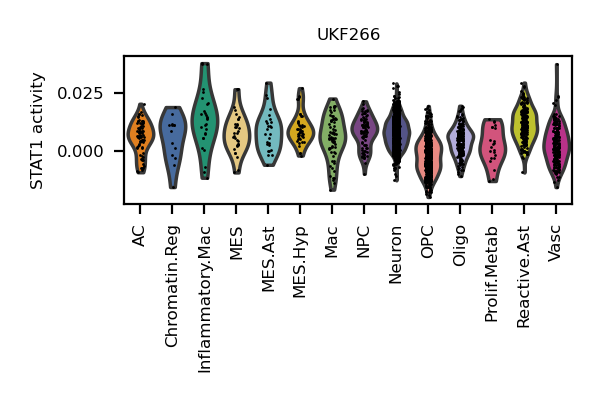 UKF266
STAT1 activity
0.025
0.000
AC
Chromatin.Reg
Inflammatory.Mac
MES
MES.Ast
MES.Hyp
Mac
NPC
Neuron
OPC
Oligo
Prolif.Metab
Reactive.Ast
Vasc